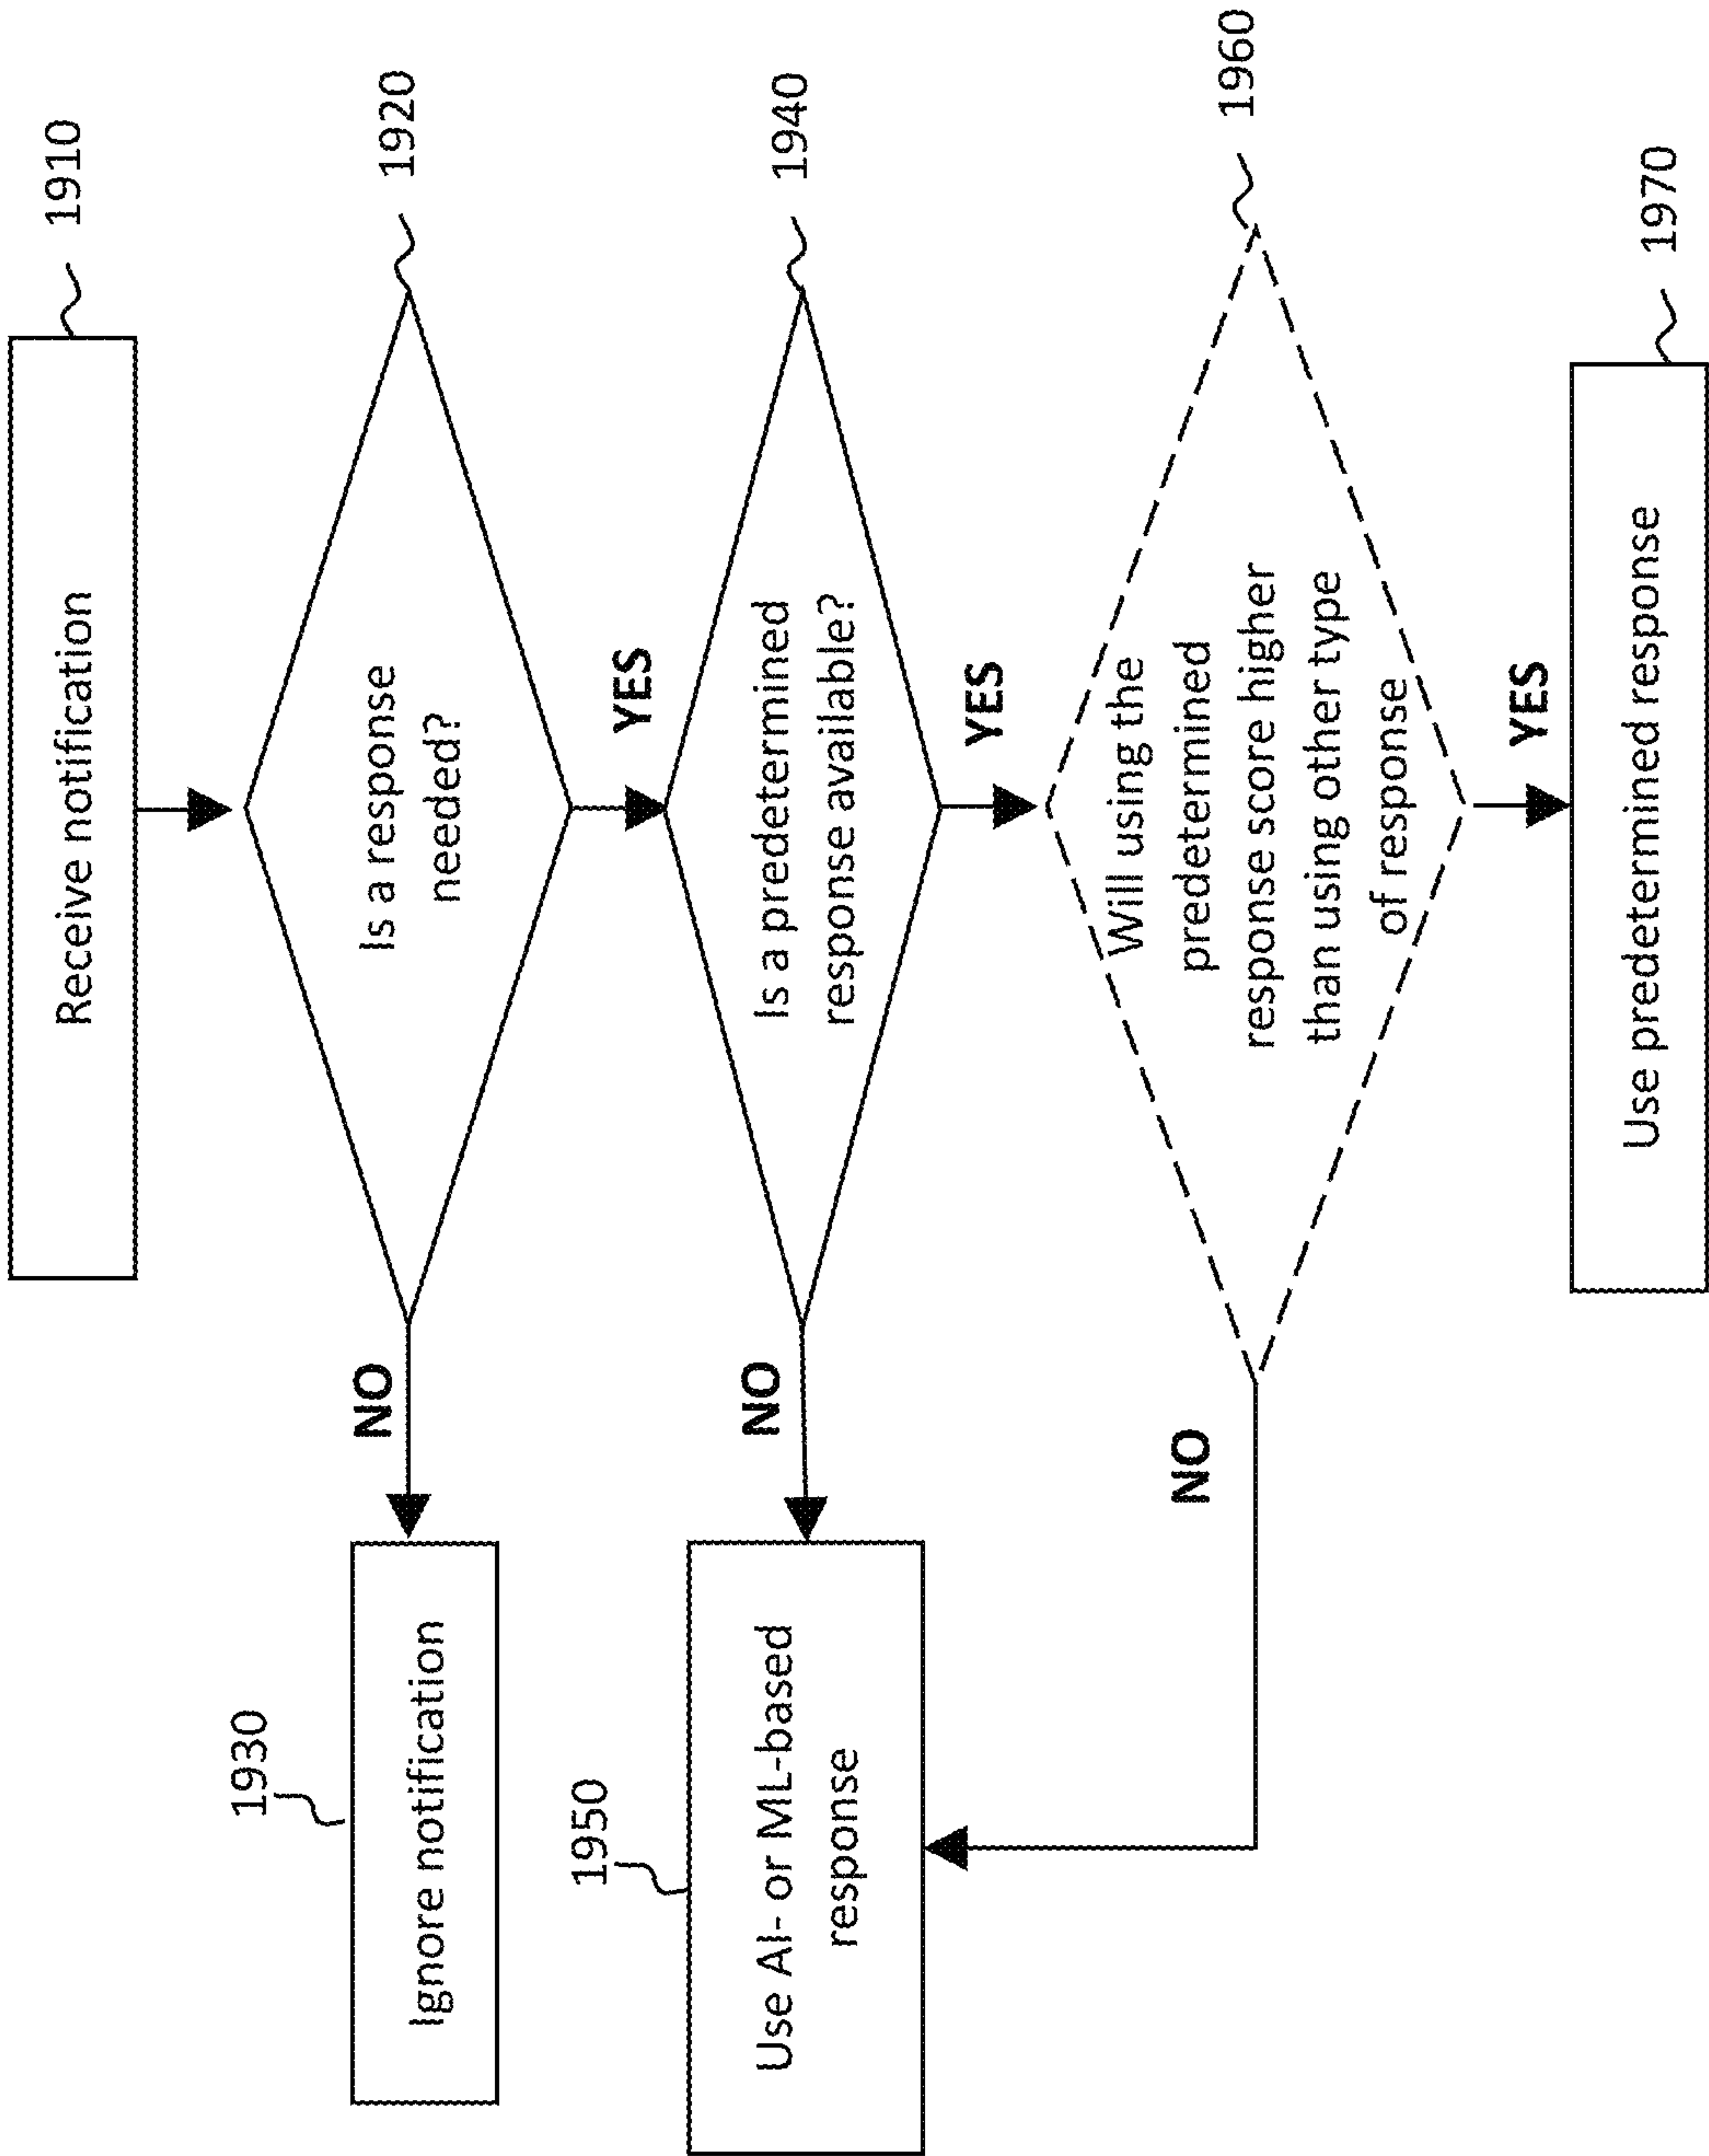 Receive notification
1910
Is a response
needed?
1920
NO
YES
Ignore notification
1930
Is a predetermined
response available?
1940
NO
YES
Use AI- or ML-based
response
1950
Will using the
predetermined
response score higher
than using other type
of response
1960
NO
YES
Use predetermined response
1970